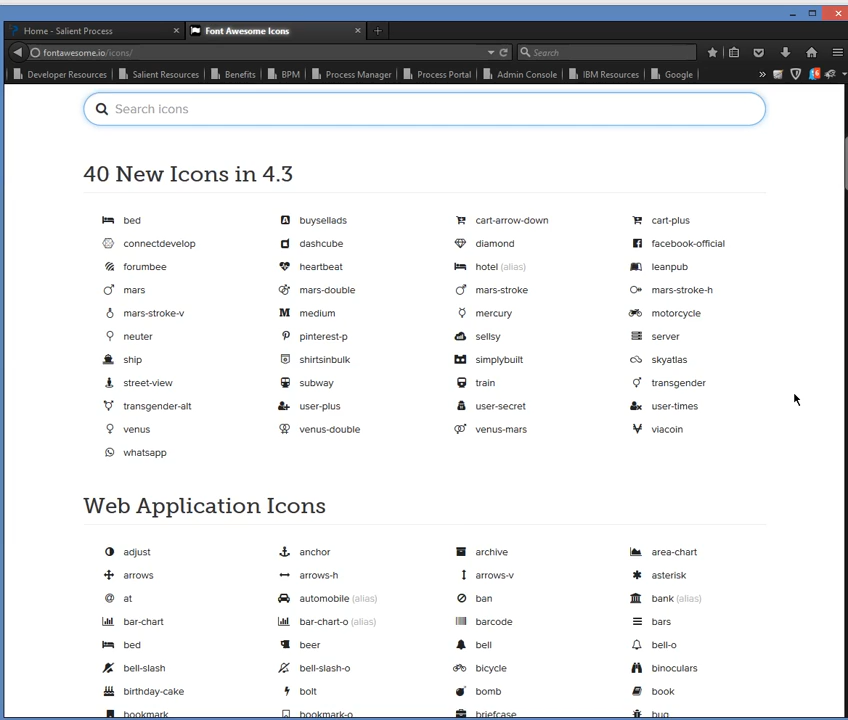 Home - Salient Process
Font Awesome Icons
fontawesome.io/icons/
Search
Developer Resources Salient Resources Benefits BPM Process Manager Process Portal Admin Console IBM Resources Google
Search icons
40 New Icons in 4.3
bed buysellads cart-arrow-down cart-plus
connectdevelop dashcube diamond facebook-official
forumbee heartbeat hotel (alias) leanpub
mars mars-double mars-stroke mars-stroke-h
mars-stroke-v medium mercury motorcycle
neuter pinterest-p sellsy server
ship shirtsinbulk simplybuilt skyatlas
street-view subway train transgender
transgender-alt user-plus user-secret user-times
venus venus-double venus-mars viacoin
whatsapp
Web Application Icons
adjust anchor archive area-chart
arrows arrows-h arrows-v asterisk
at automobile (alias) ban bank (alias)
bar-chart bar-chart-o (alias) barcode bars
bed beer bell bell-o
bell-slash bell-slash-o bicycle binoculars
birthday-cake bolt bomb book
bookmark bookmark-o briefcase bug